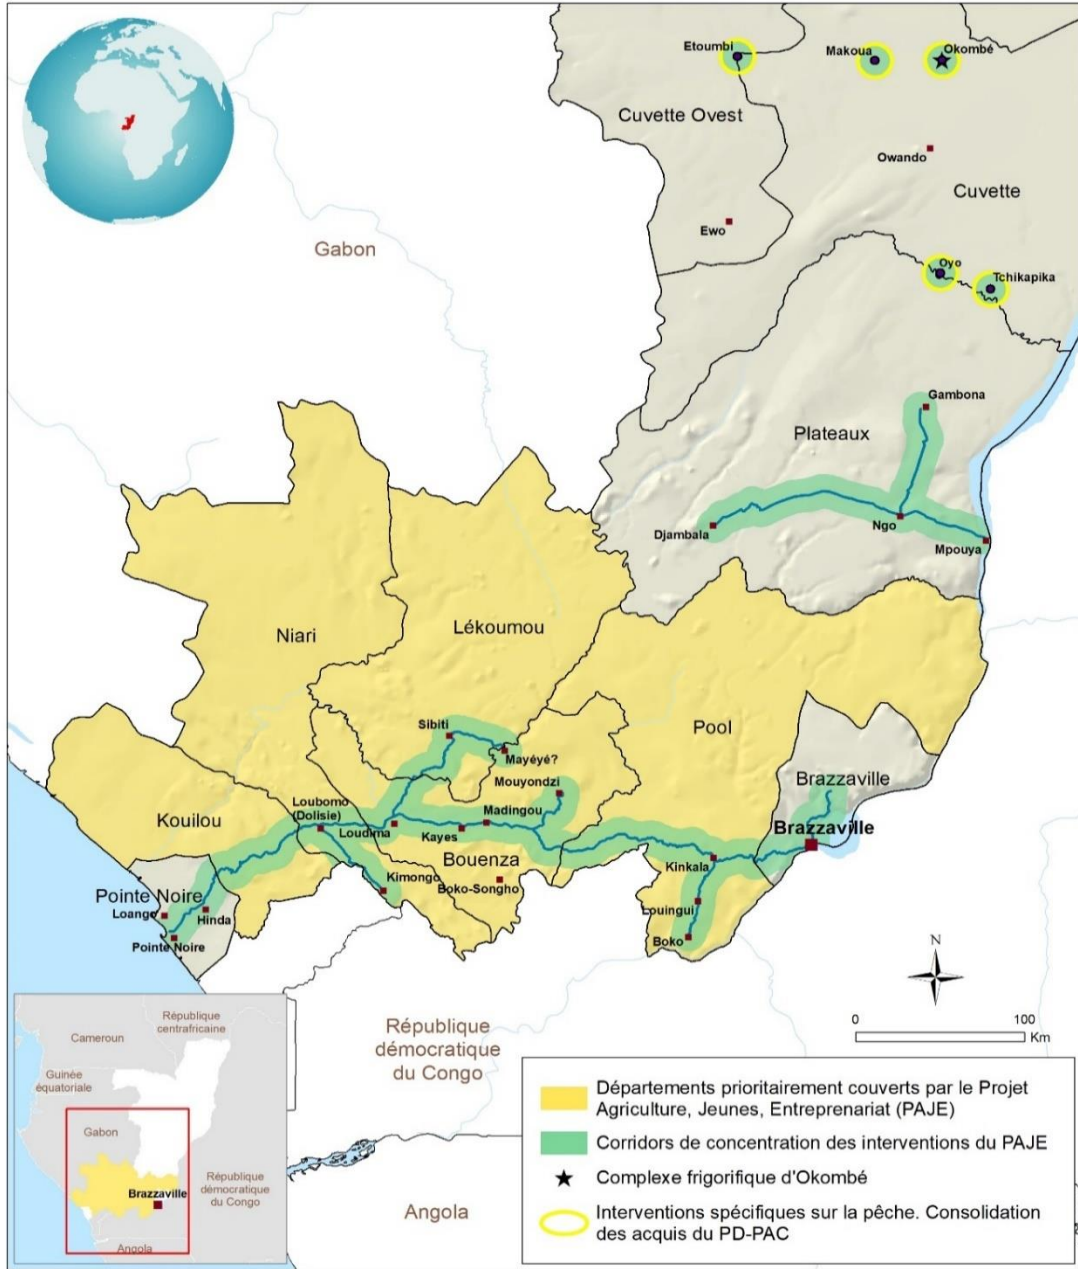 Etoumbi
Makoua
Okombé
Cuvette Ovest
Owando
Cuvette
Ewo
Gabon
Oyo
Tchikapika
Gambona
Plateaux
Djambala
Ngo
Mpouya
Niari
Lékoumou
Pool
Sibiti
Mayéyé?
Mouyondzi
Brazzaville
Kouilou
Loubomo
(Dolisie)
Loudima
Kayes
Madingou
Brazzaville
Bouenza
Kinkala
Kimongo
Boko-Songho
Pointe Noire
Loango
Hinda
Louingui
Pointe Noire
Boko
N
République
démocratique
du Congo
0 100
Km
Angola
République
centrafricaine
Cameroun
Guinée
équatoriale
Gabon
République
démocratique
du Congo
Brazzaville
Angola
Départements prioritairement couverts par le Projet
Agriculture, Jeunes, Entreprenariat (PAJE)
Corridors de concentration des interventions du PAJE
Complexe frigorifique d'Okombé
Interventions spécifiques sur la pêche. Consolidation
des acquis du PD-PAC